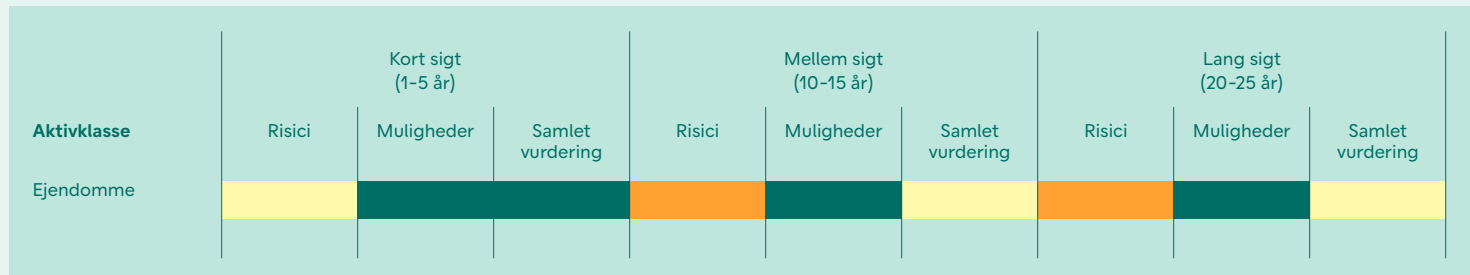 Kort sigt
(1-5 år)
Mellem sigt
(10-15 år)
Lang sigt
(20-25 år)
Aktivklasse
Risici
Muligheder
Samlet
vurdering
Risici
Muligheder
Samlet
vurdering
Risici
Muligheder
Samlet
vurdering
Ejendomme